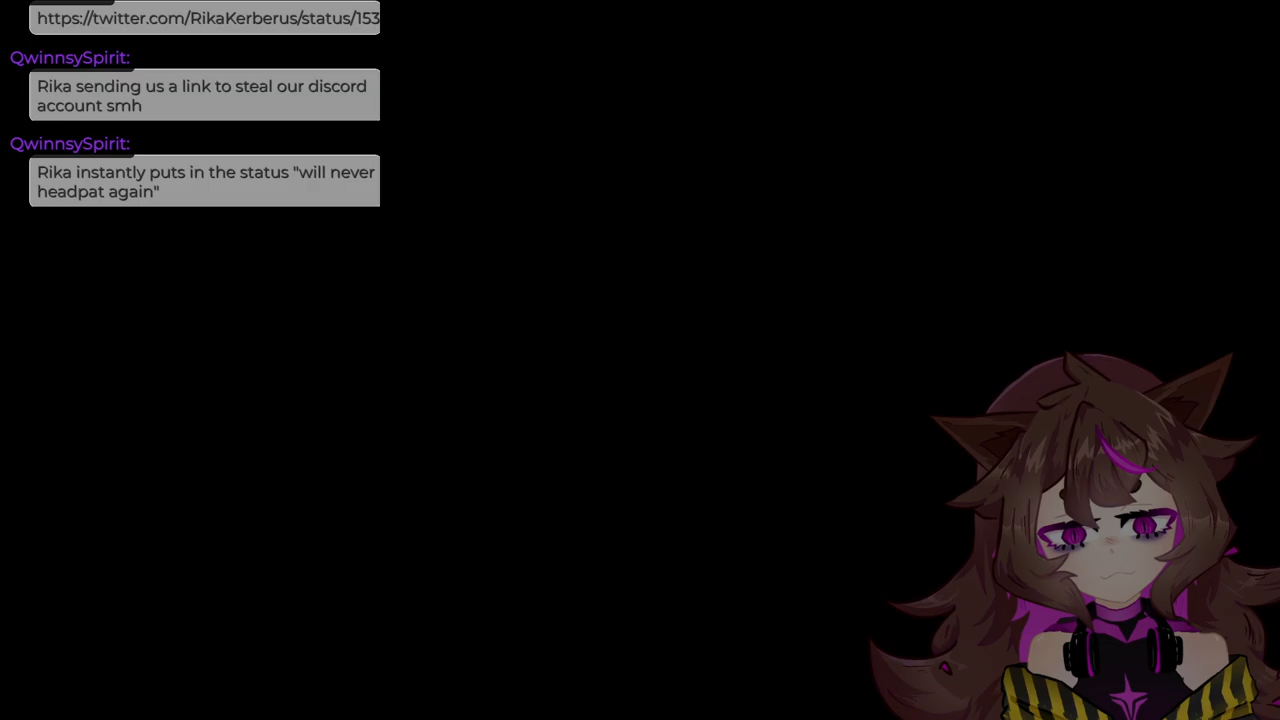 https://twitter.com/RikaKerberus/status/153
QwinnsySpirit:
Rika sending us a link to steal our discord
account smh
QwinnsySpirit:
Rika instantly puts in the status "will never
headpat again"